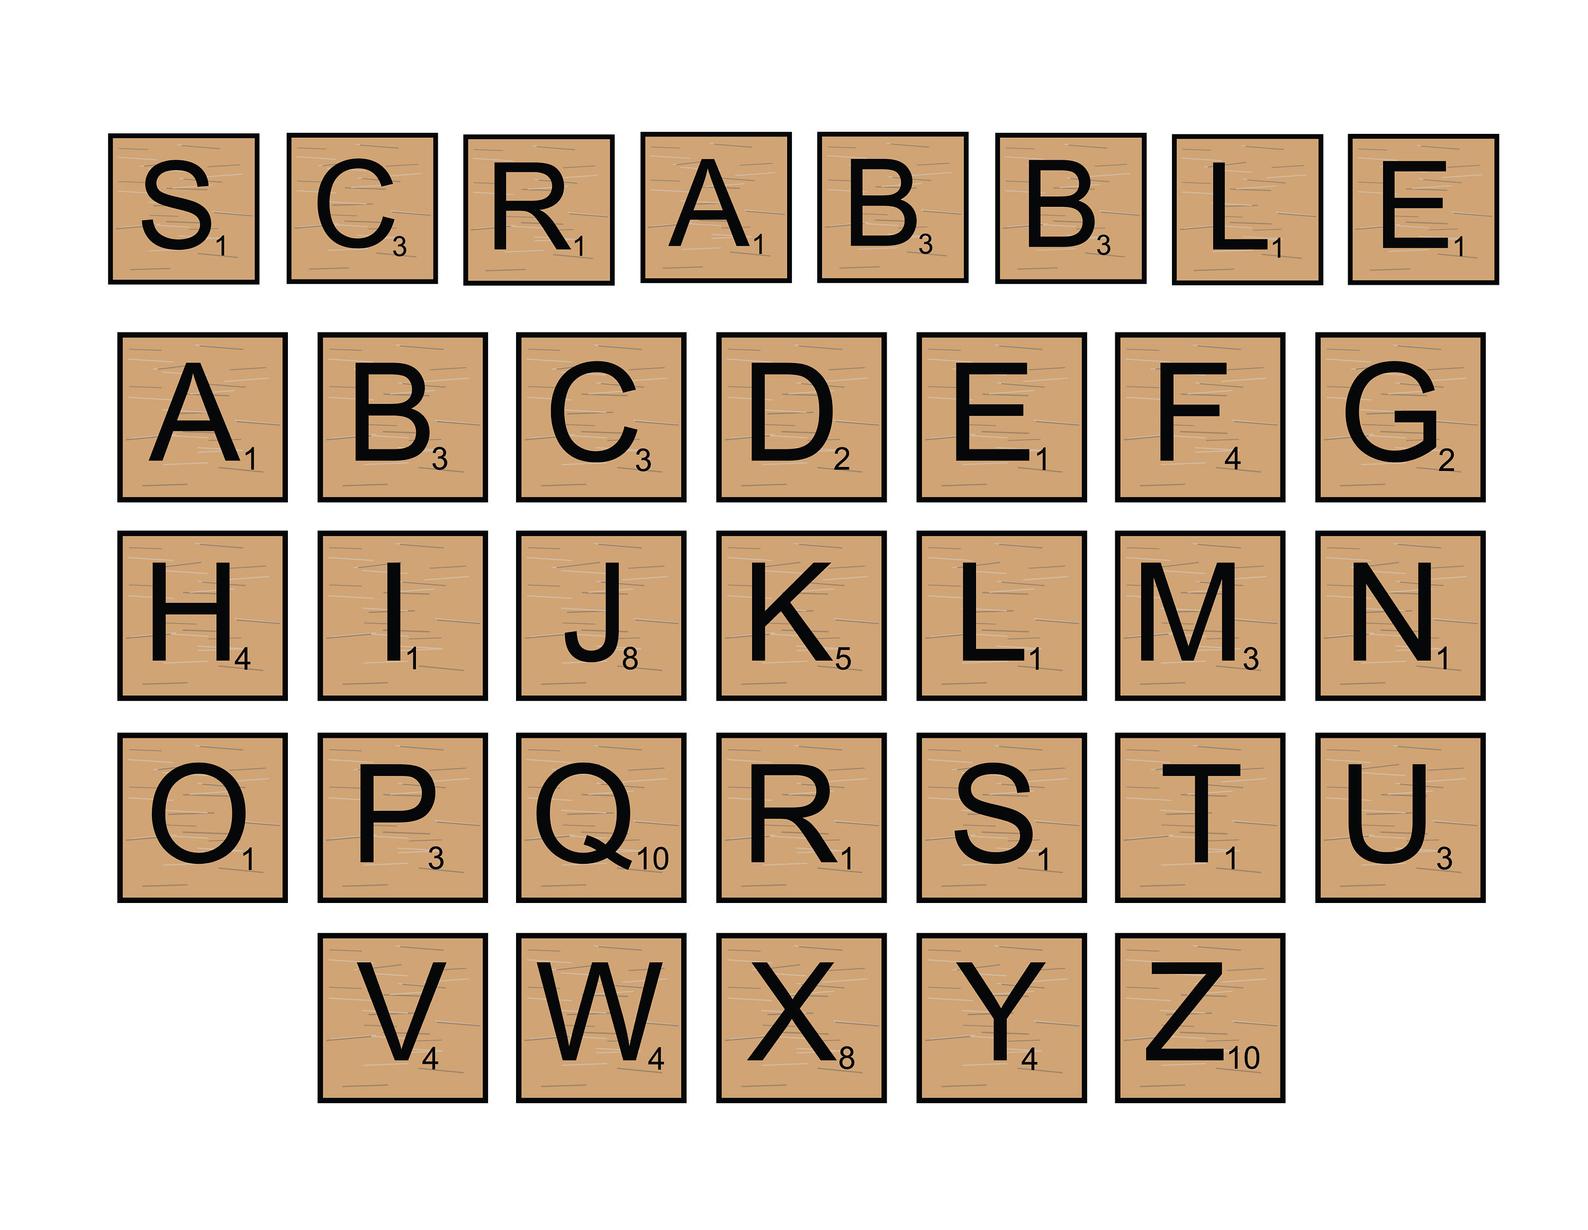 S1 C3 R1 A1 B3 B3 L1 E1
A1 B3 C3 D2 E1 F4 G2
H4 I1 J8 K5 L1 M3 N1
O1 P3 Q10 R1 S1 T1 U3
V4 W4 X8 Y4 Z10